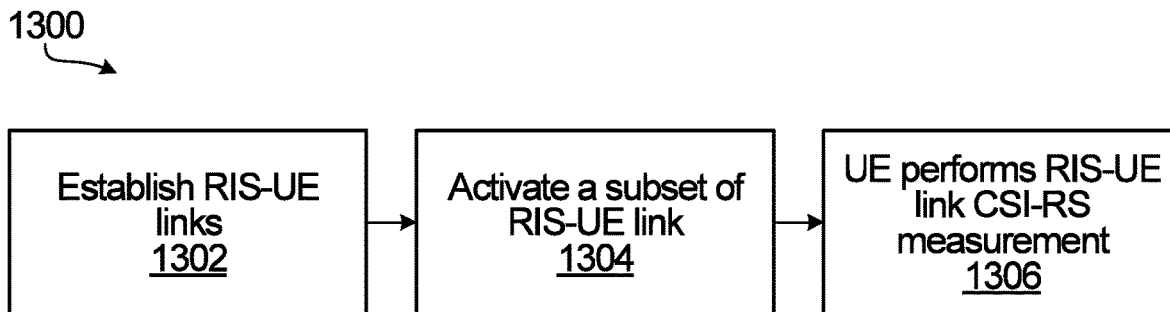 1300
Establish RIS-UE
links
1302
Activate a subset of
RIS-UE link
1304
UE performs RIS-UE
link CSI-RS
measurement
1306